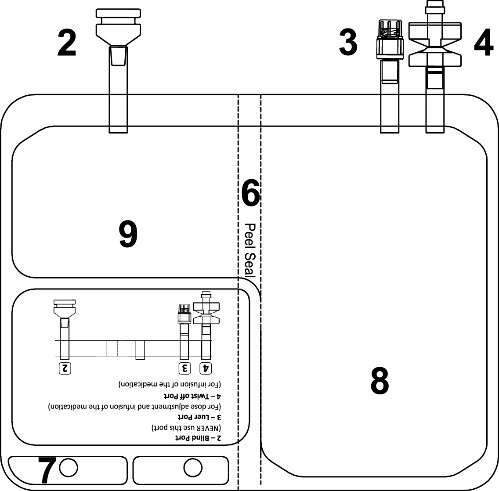 2
3
4
6
Peel Seal
9
8
7
2 – Blind Port
(NEVER use this port)
3 – Luer Port
(For dose adjustment and infusion of the medication)
4 – Twist off Port
(For infusion of the medication)
4
3
2